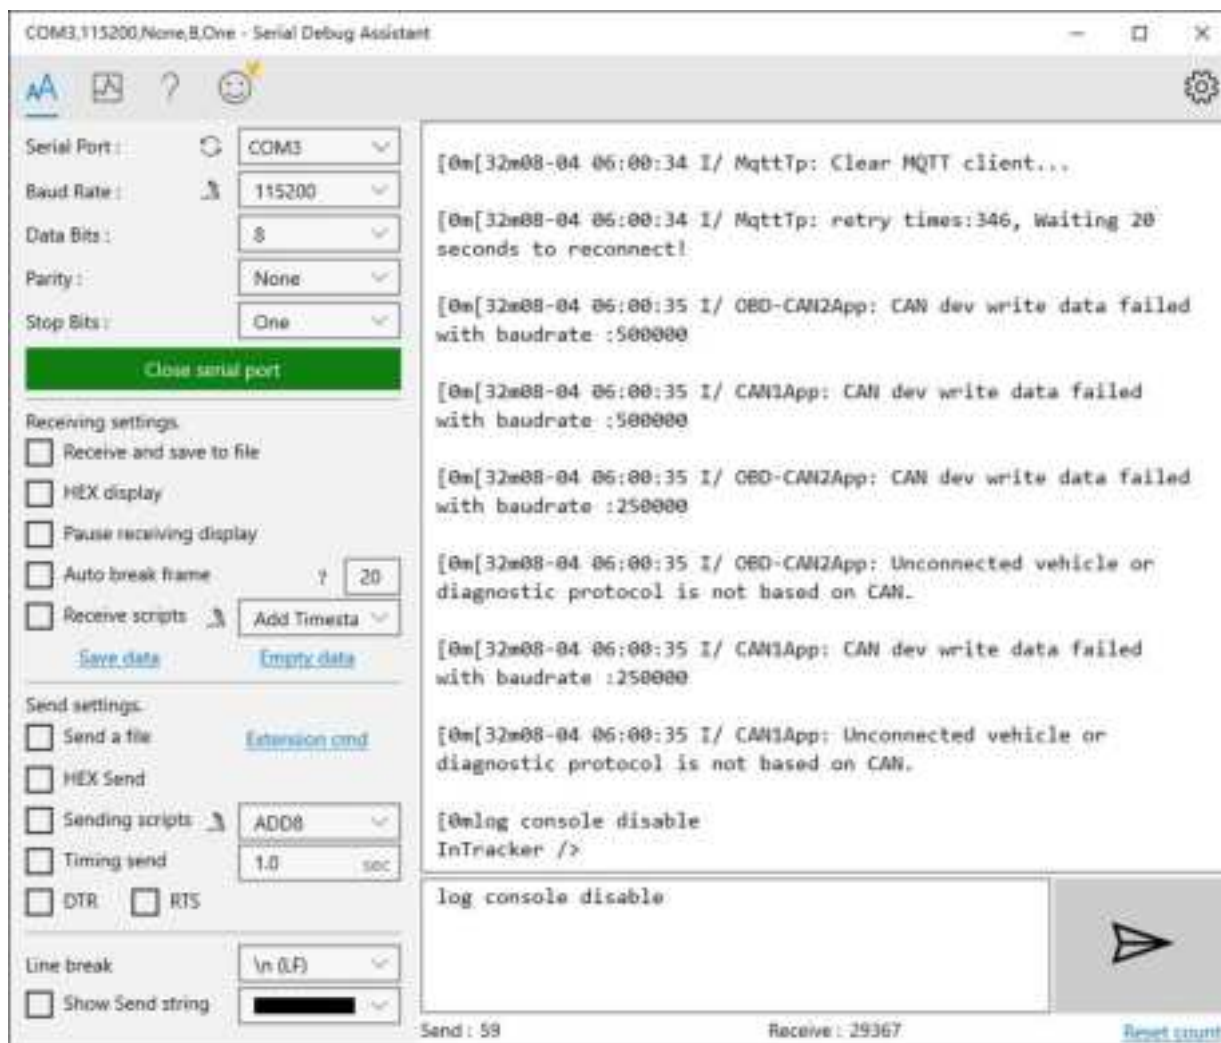 COM3,115200,None,8,One - Serial Debug Assistant
AA
?
Serial Port :
COM3
Baud Rate :
115200
Data Bits :
8
Parity :
None
Stop Bits :
One
Close serial port
Receiving settings.
Receive and save to file
HEX display
Pause receiving display
Auto break frame ? 20
Receive scripts Add Timesta
Save data Empty data
Send settings.
Send a file Extension cmd
HEX Send
Sending scripts ADD8
Timing send 1.0 sec
DTR RTS
Line break \n (LF)
Show Send string
[0m[32m08-04 06:00:34 I/ MqttTp: Clear MQTT client...
[0m[32m08-04 06:00:34 I/ MqttTp: retry times:346, Waiting 20
seconds to reconnect!
[0m[32m08-04 06:00:35 I/ OBD-CAN2App: CAN dev write data failed
with baudrate :500000
[0m[32m08-04 06:00:35 I/ CAN1App: CAN dev write data failed
with baudrate :500000
[0m[32m08-04 06:00:35 I/ OBD-CAN2App: CAN dev write data failed
with baudrate :250000
[0m[32m08-04 06:00:35 I/ OBD-CAN2App: Unconnected vehicle or
diagnostic protocol is not based on CAN.
[0m[32m08-04 06:00:35 I/ CAN1App: CAN dev write data failed
with baudrate :250000
[0m[32m08-04 06:00:35 I/ CAN1App: Unconnected vehicle or
diagnostic protocol is not based on CAN.
[0mlog console disable
InTracker />
log console disable
Send : 59
Receive : 29367
Reset count